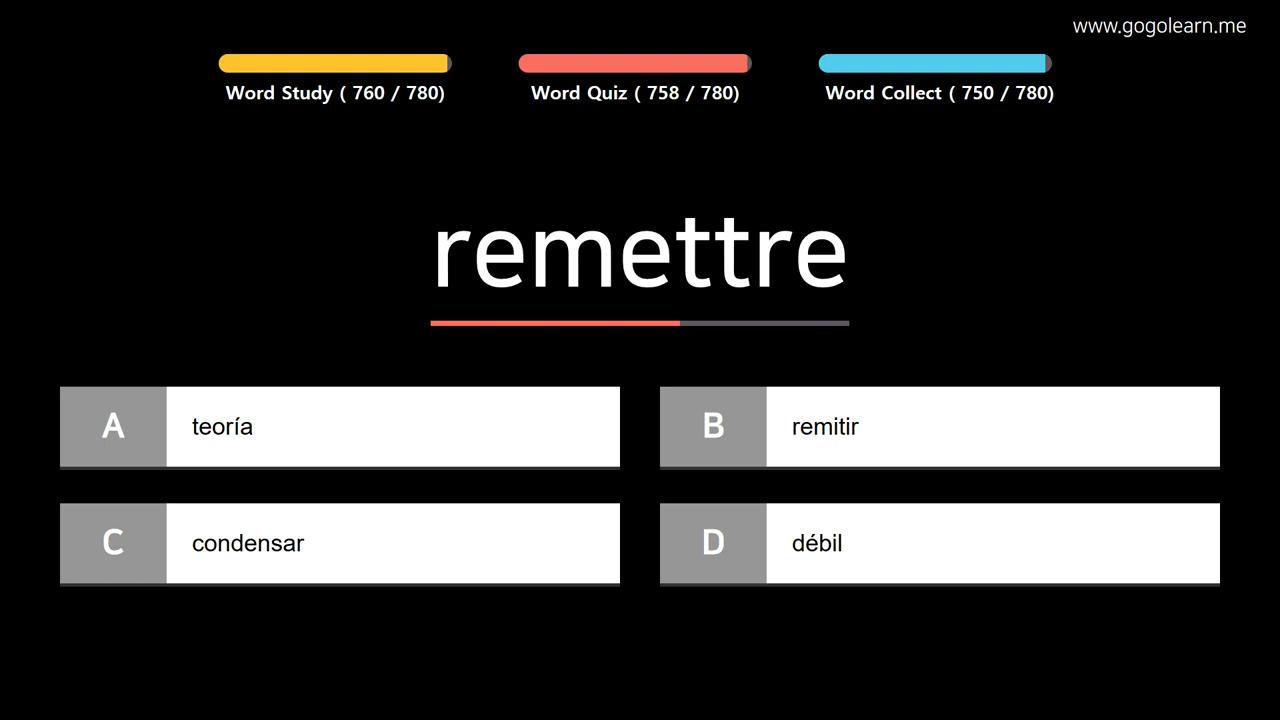 www.gogolearn.me
Word Study ( 760 / 780)
Word Quiz ( 758 / 780)
Word Collect ( 750 / 780)
remettre
A teoría
B remitir
C condensar
D débil